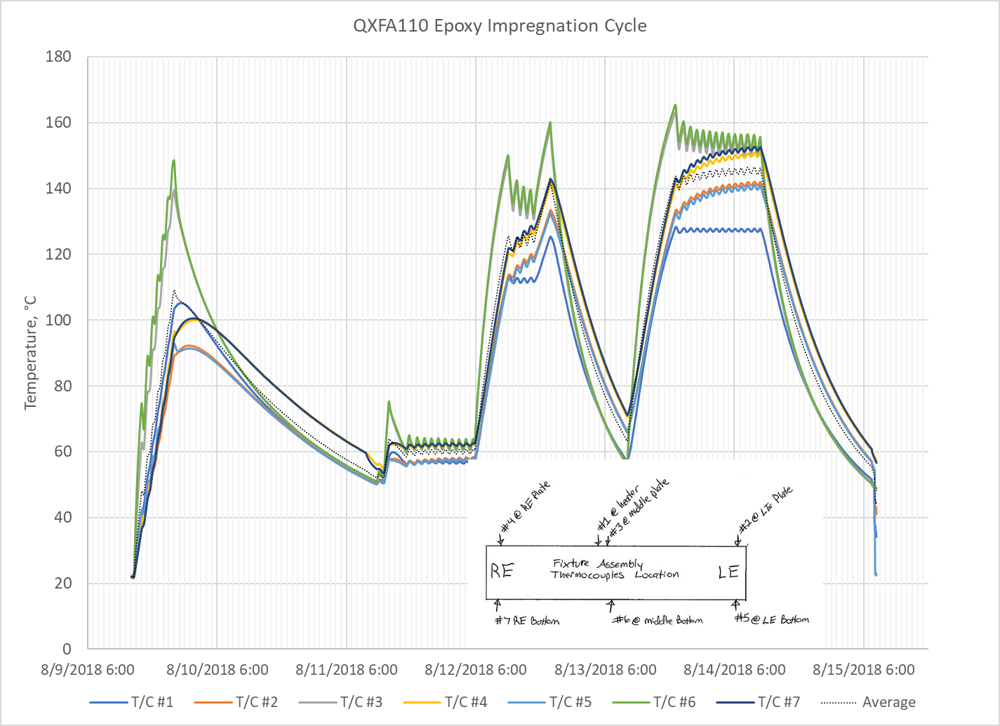 QXFA110 Epoxy Impregnation Cycle
180
160
140
120
100
80
60
40
20
0
Temperature, °C
8/9/2018 6:00
8/10/2018 6:00
8/11/2018 6:00
8/12/2018 6:00
8/13/2018 6:00
8/14/2018 6:00
8/15/2018 6:00
#4 @ RE Plate
#1 @ heater
#3 @ middle plate
#2 @ LE Plate
RE
Fixture Assembly
Thermocouples Location
LE
#7 RE Bottom
#6 @ middle Bottom
#5 @ LE Bottom
T/C #1
T/C #2
T/C #3
T/C #4
T/C #5
T/C #6
T/C #7
Average